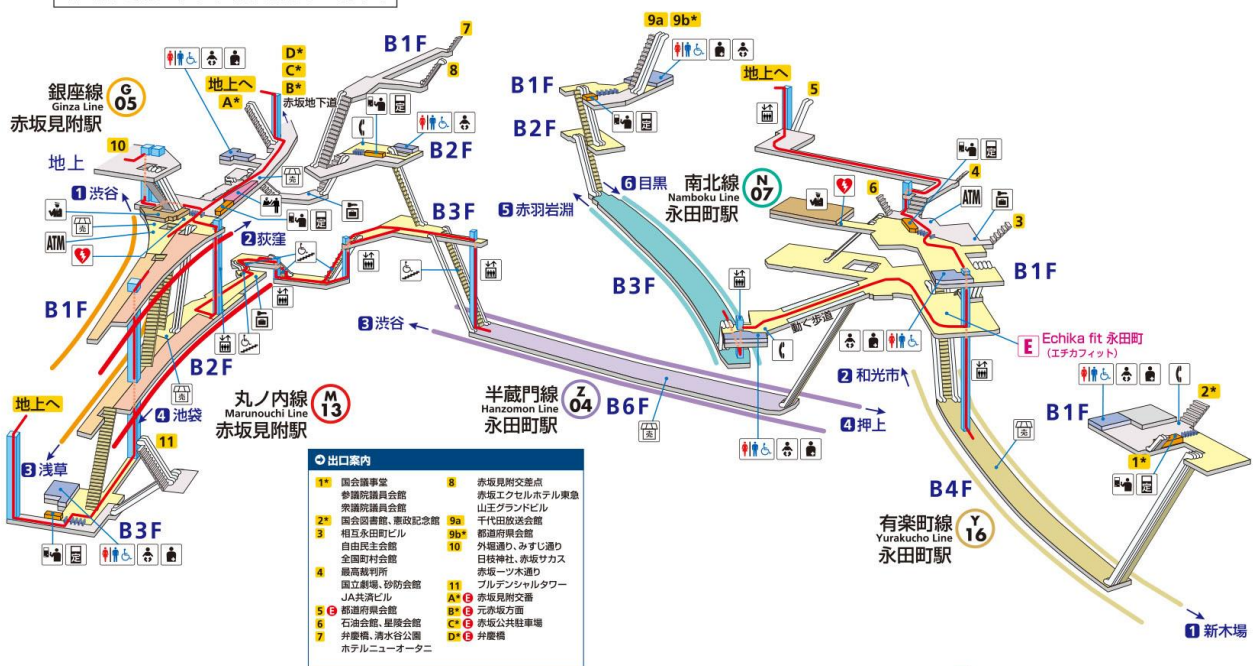 7
9a 9b*
8
D*
C*
B*
地上へ
A*
赤坂地下道
B1F
B1F
地上へ
5
銀座線
Ginza Line
G
05
赤坂見附駅
B2F
B2F
10
地上
売
6 目黒
南北線
Namboku Line
N
07
永田町駅
4
6
ATM
3
1 渋谷
5 赤羽岩淵
売
ATM
2 荻窪
B3F
B1F
B3F
B1F
動く歩道
3 渋谷
E Echika fit 永田町
(エチカフィット)
B2F
2 和光市
売
丸ノ内線
Marunouchi Line
M
13
赤坂見附駅
半蔵門線
Hanzomon Line
Z
04
永田町駅
B6F
売
4 押上
B1F
2*
1*
地上へ
4 池袋
11
3 浅草
B3F
売
B4F
有楽町線
Yurakucho Line
Y
16
永田町駅
1 新木場
出口案内
1* 国会議事堂
参議院議員会館
衆議院議員会館
2* 国会図書館、憲政記念館
3 相互永田町ビル
自由民主会館
全国町村会館
4 最高裁判所
国立劇場、砂防会館
JA共済ビル
5 E 都道府県会館
6 石油会館、星陵会館
7 弁慶橋、清水谷公園
ホテルニューオータニ
8 赤坂見附交差点
赤坂エクセルホテル東急
山王グランドビル
9a 千代田放送会館
9b* 都道府県会館
10 外堀通り、みすじ通り
日枝神社、赤坂サカス
赤坂一ツ木通り
11 プルデンシャルタワー
A* E 赤坂見附交番
B* E 元赤坂方面
C* E 赤坂公共駐車場
D* E 弁慶橋